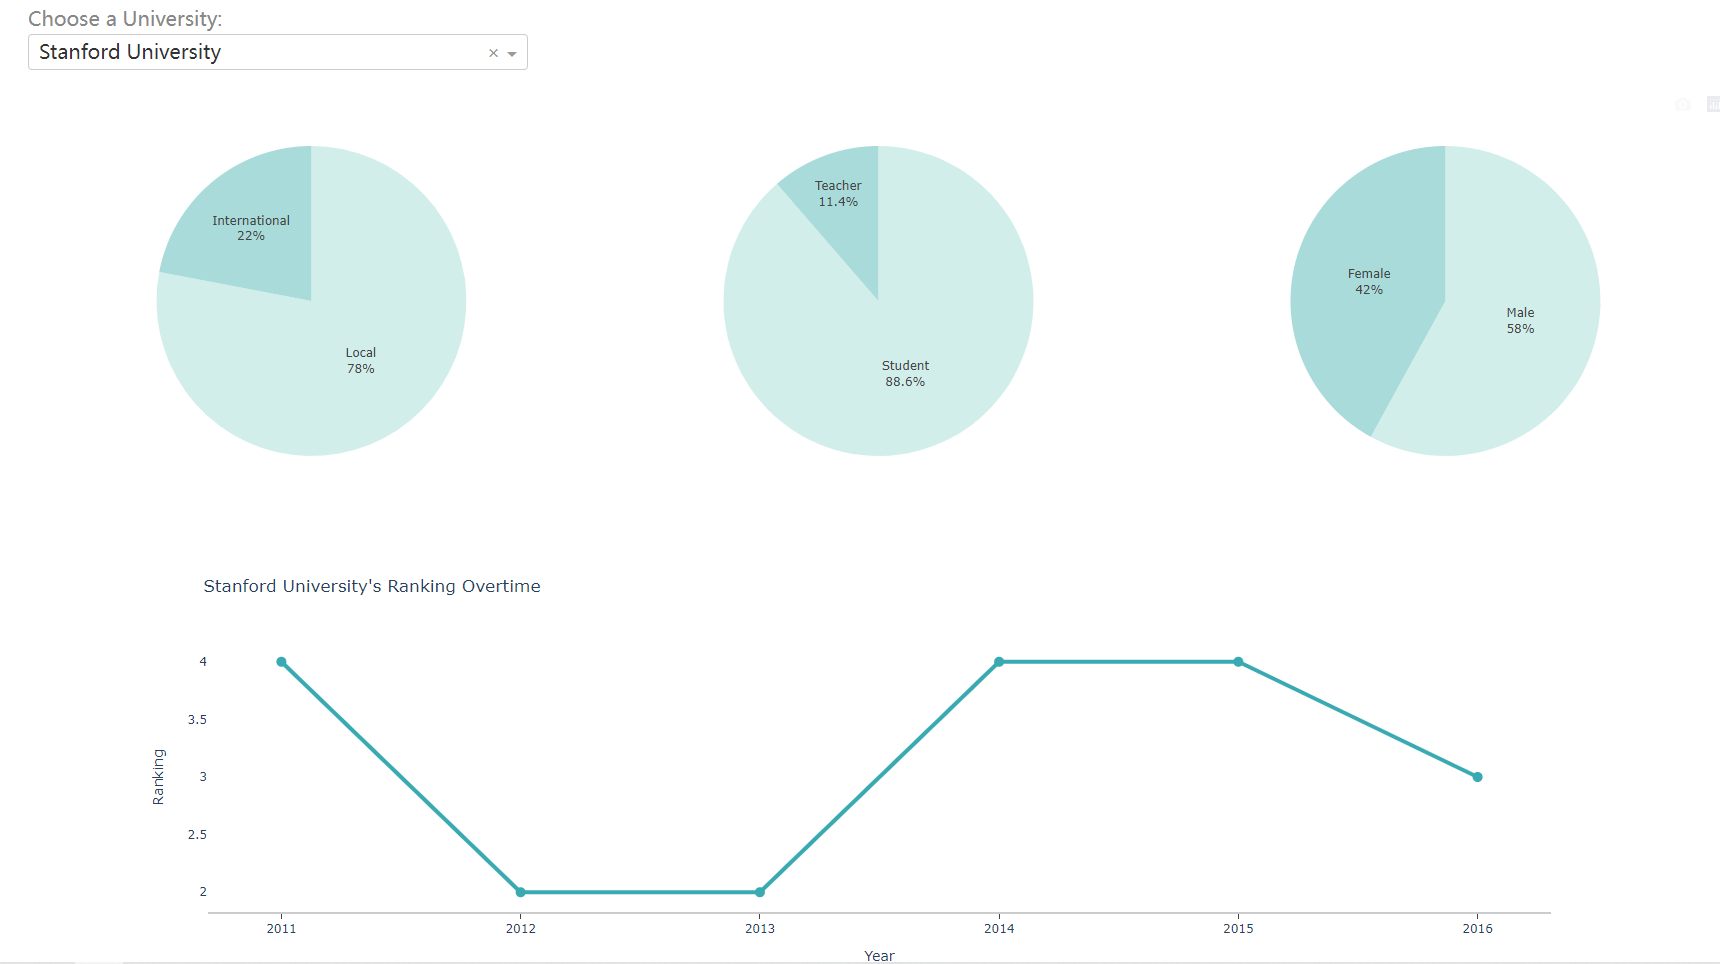 Choose a University:
Stanford University
International
22%
Local
78%
Teacher
11.4%
Student
88.6%
Female
42%
Male
58%
Stanford University's Ranking Overtime
4
3.5
3
2.5
2
Ranking
2011
2012
2013
2014
2015
2016
Year